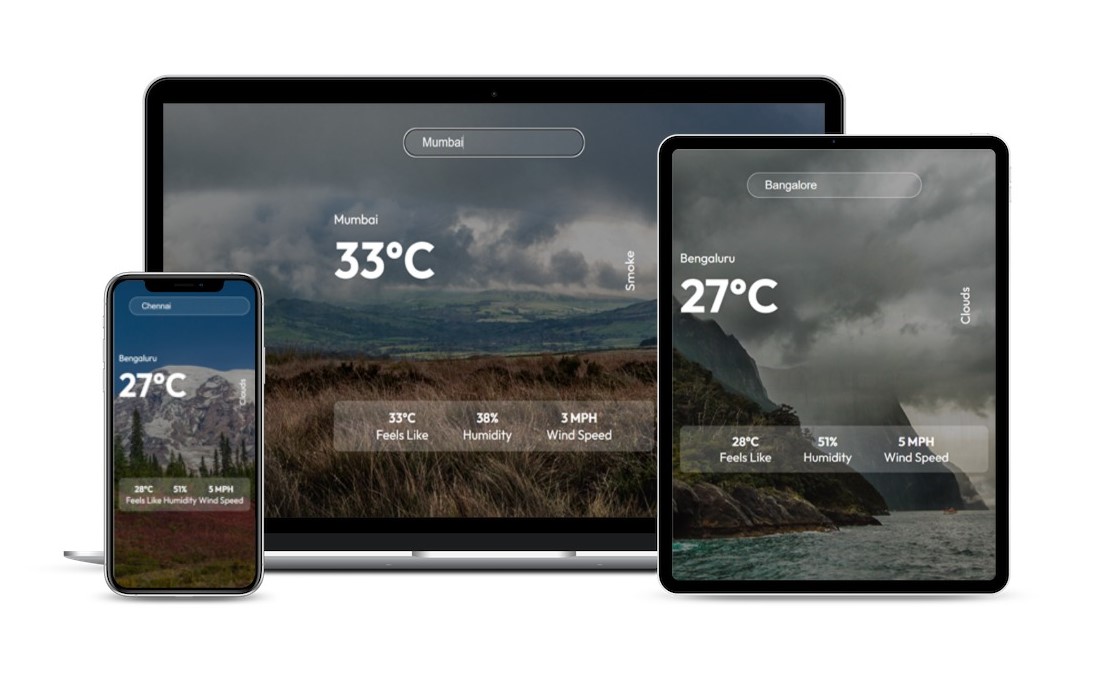 Mumbai
Mumbai
33°C
Smoke
33°C 38% 3 MPH
Feels Like Humidity Wind Speed
Chennai
Bengaluru
27°C
Clouds
28°C 51% 5 MPH
Feels Like Humidity Wind Speed
Bangalore
Bengaluru
27°C
Clouds
28°C 51% 5 MPH
Feels Like Humidity Wind Speed